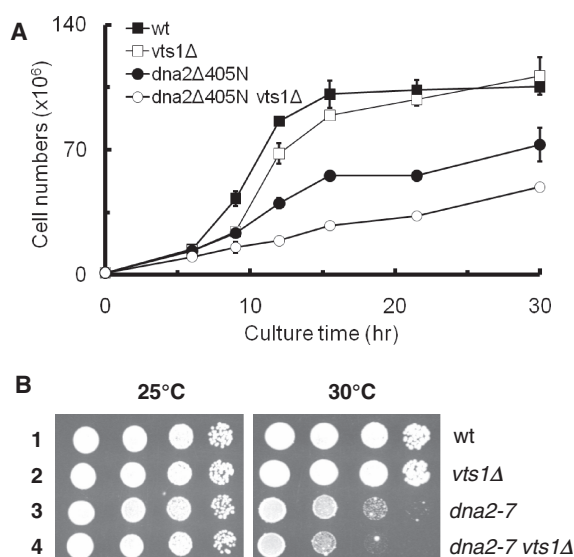 A
140
70
0
Cell numbers (x10⁶)
wt
vts1Δ
dna2Δ405N
dna2Δ405N vts1Δ
0 10 20 30
Culture time (hr)
B
25°C 30°C
1 wt
2 vts1Δ
3 dna2-7
4 dna2-7 vts1Δ